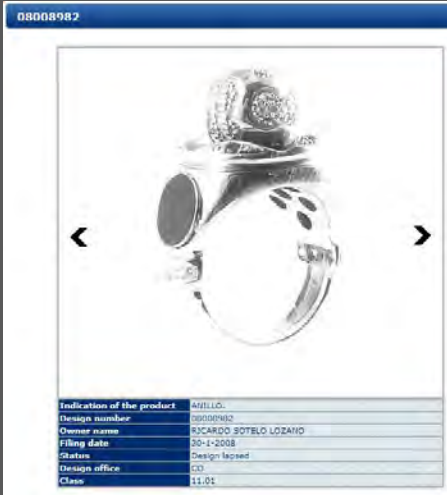 08008982
Indication of the product ANILLO.
Design number 08008982
Owner name RICARDO SOTELO LOZANO
Filing date 30-1-2008
Status Design lapsed
Design office CO
Class 11.01